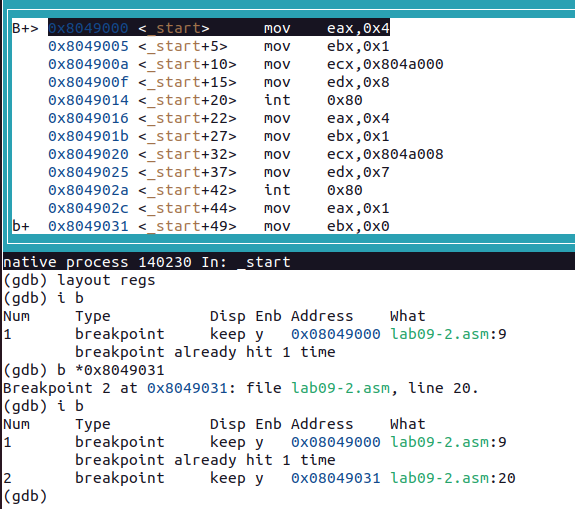 B+> 0x8049000 <_start>      mov    eax,0x4
    0x8049005 <_start+5>    mov    ebx,0x1
    0x804900a <_start+10>   mov    ecx,0x804a000
    0x804900f <_start+15>   mov    edx,0x8
    0x8049014 <_start+20>   int    0x80
    0x8049016 <_start+22>   mov    eax,0x4
    0x804901b <_start+27>   mov    ebx,0x1
    0x8049020 <_start+32>   mov    ecx,0x804a008
    0x8049025 <_start+37>   mov    edx,0x7
    0x804902a <_start+42>   int    0x80
    0x804902c <_start+44>   mov    eax,0x1
b+  0x8049031 <_start+49>   mov    ebx,0x0
native process 140230 In: _start
(gdb) layout regs
(gdb) i b
Num     Type           Disp Enb Address    What
1       breakpoint     keep y   0x08049000 lab09-2.asm:9
        breakpoint already hit 1 time
(gdb) b *0x8049031
Breakpoint 2 at 0x8049031: file lab09-2.asm, line 20.
(gdb) i b
Num     Type           Disp Enb Address    What
1       breakpoint     keep y   0x08049000 lab09-2.asm:9
        breakpoint already hit 1 time
2       breakpoint     keep y   0x08049031 lab09-2.asm:20
(gdb)